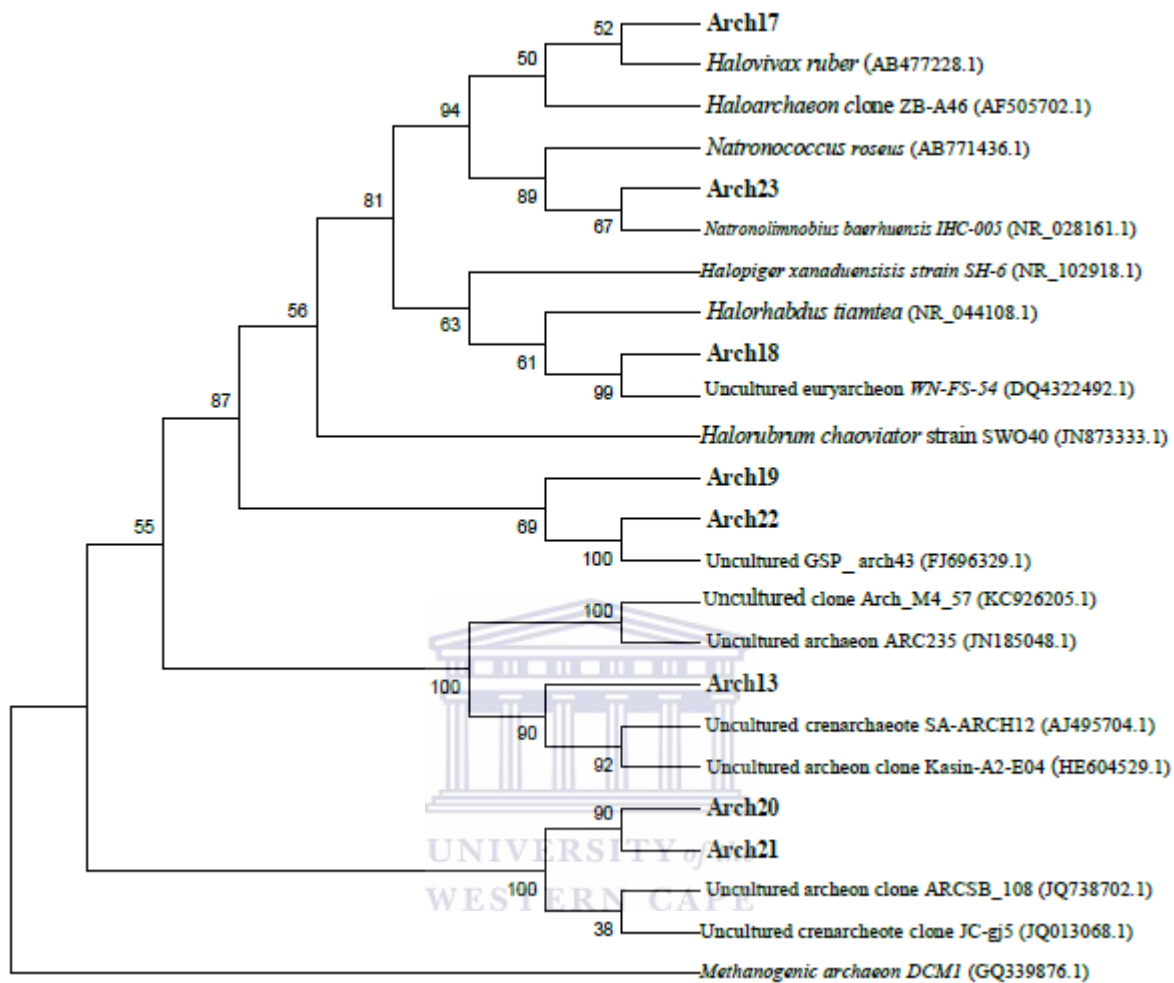 52
Arch17
Halovivax ruber (AB477228.1)
50
Haloarchaeon clone ZB-A46 (AF505702.1)
94
Natronococcus roseus (AB771436.1)
89
Arch23
67
Natronolimnobius baerhuensis IHC-005 (NR_028161.1)
81
Halopiger xanaduensisis strain SH-6 (NR_102918.1)
63
Halorhabdus tiamtea (NR_044108.1)
61
Arch18
99
Uncultured euryarcheon WN-FS-54 (DQ4322492.1)
56
Halorubrum chaoviator strain SWO40 (JN873333.1)
87
Arch19
69
Arch22
100
Uncultured GSP_ arch43 (FJ696329.1)
55
100
Uncultured clone Arch_M4_57 (KC926205.1)
Uncultured archaeon ARC235 (JN185048.1)
100
Arch13
90
Uncultured crenarchaeote SA-ARCH12 (AJ495704.1)
92
Uncultured archeon clone Kasin-A2-E04 (HE604529.1)
90
Arch20
Arch21
100
Uncultured archeon clone ARCSB_108 (JQ738702.1)
38
Uncultured crenarcheote clone JC-gj5 (JQ013068.1)
Methanogenic archaeon DCM1 (GQ339876.1)
UNIVERSITY of the
WESTERN CAPE